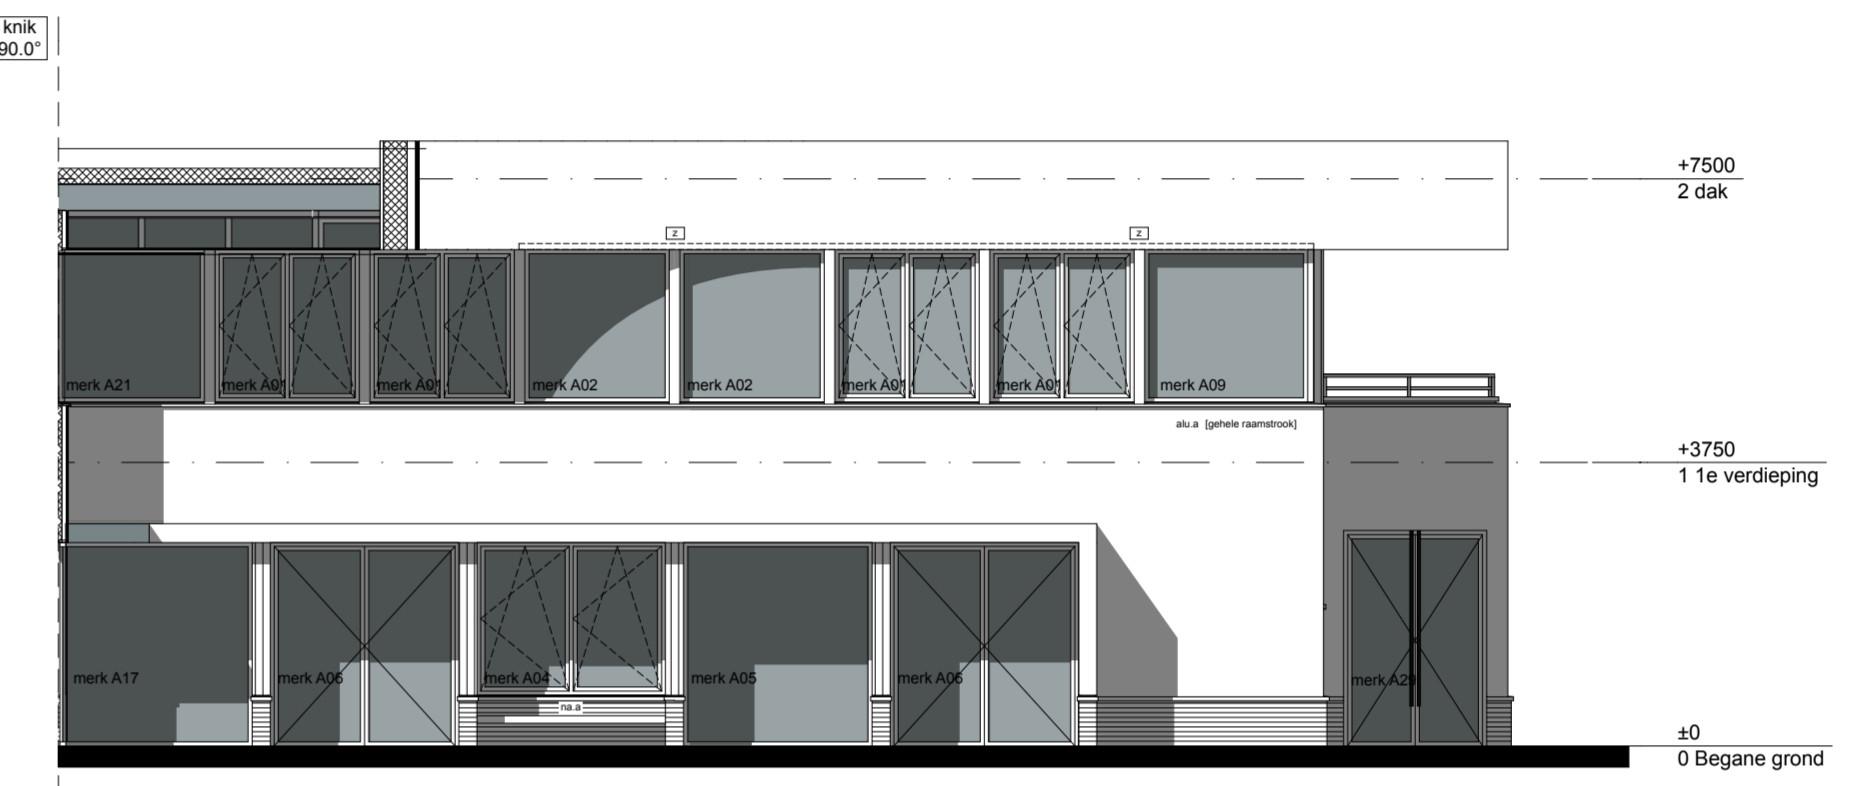 knik
90.0°
+7500
2 dak
z
z
merk A21
merk A01
merk A01
merk A02
merk A02
merk A01
merk A01
merk A09
alu.a [gehele raamstrook]
+3750
1 1e verdieping
merk A17
merk A06
merk A04
merk A05
merk A06
merk A29
na.a
±0
0 Begane grond